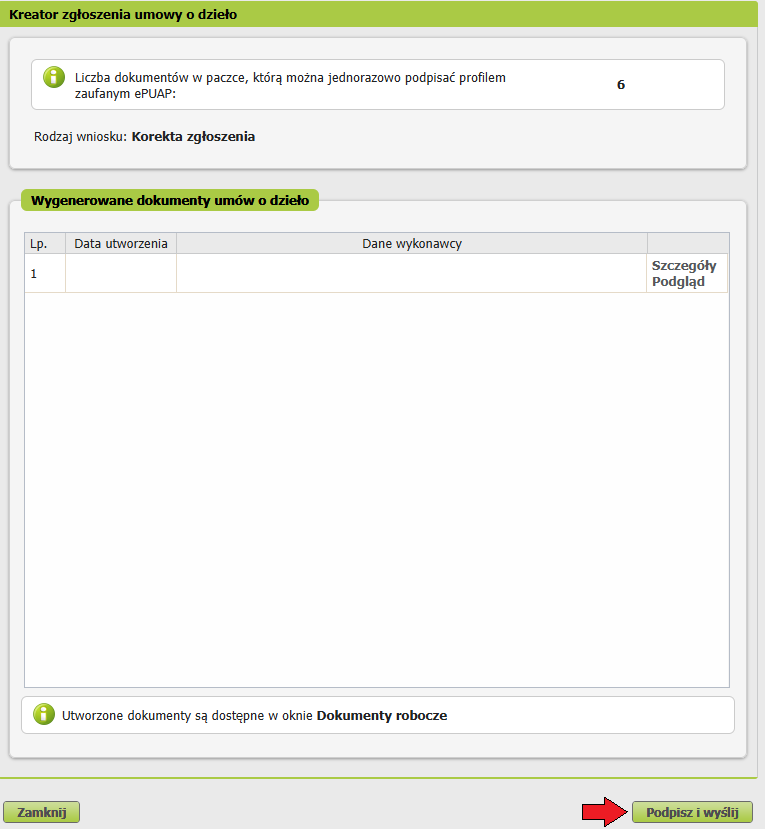 Kreator zgłoszenia umowy o dzieło
Liczba dokumentów w paczce, którą można jednorazowo podpisać profilem
zaufanym ePUAP:
6
Rodzaj wniosku: Korekta zgłoszenia
Wygenerowane dokumenty umów o dzieło
Lp. Data utworzenia Dane wykonawcy
1 Szczegóły
Podgląd
Utworzone dokumenty są dostępne w oknie Dokumenty robocze
Zamknij Podpisz i wyślij